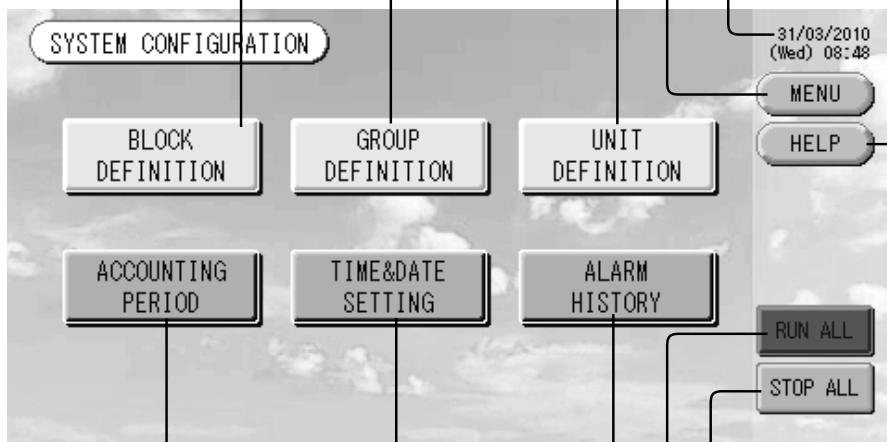 SYSTEM CONFIGURATION
31/03/2010
(Wed) 08:48
MENU
HELP
BLOCK
DEFINITION
GROUP
DEFINITION
UNIT
DEFINITION
ACCOUNTING
PERIOD
TIME&DATE
SETTING
ALARM
HISTORY
RUN ALL
STOP ALL